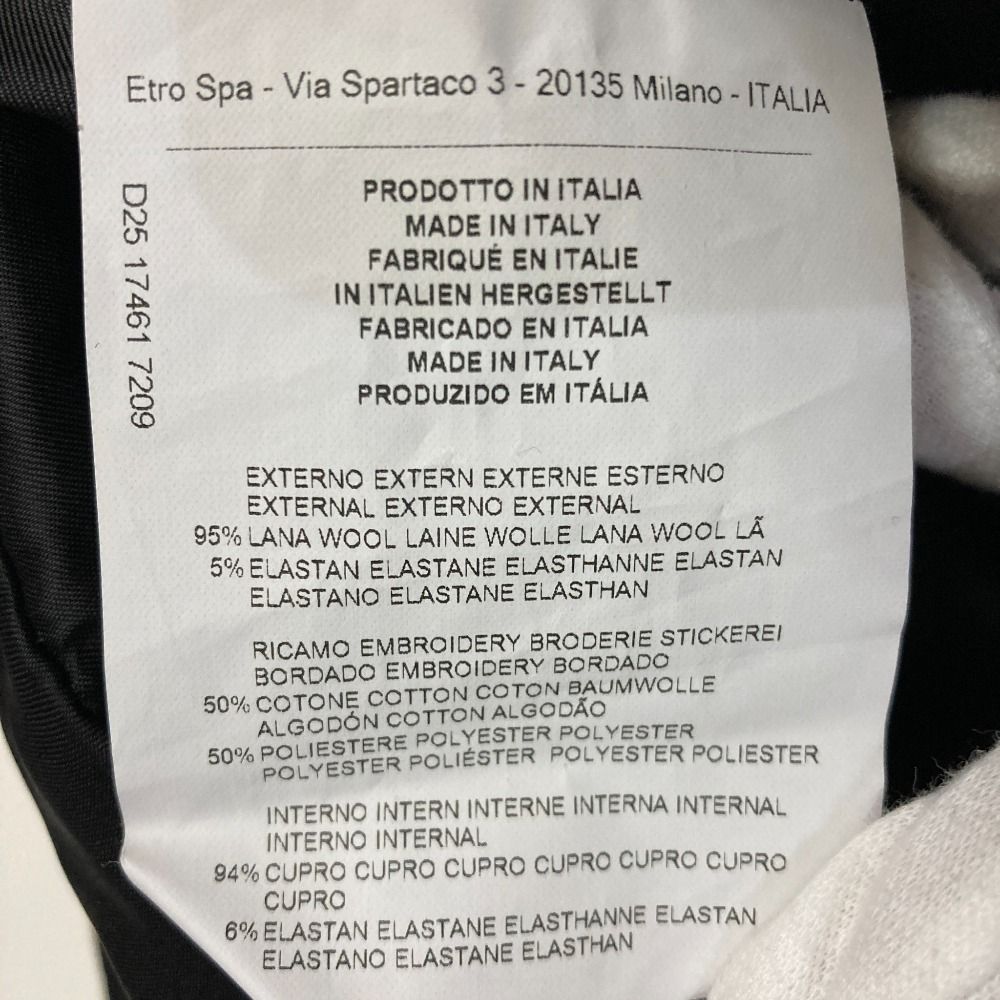 Etro Spa - Via Spartaco 3 - 20135 Milano - ITALIA
D25 17461 7209
PRODOTTO IN ITALIA
MADE IN ITALY
FABRIQUÉ EN ITALIE
IN ITALIEN HERGESTELLT
FABRICADO EN ITALIA
MADE IN ITALY
PRODUZIDO EM ITÁLIA
EXTERNO EXTERN EXTERNE ESTERNO
EXTERNAL EXTERNO EXTERNAL
95% LANA WOOL LAINE WOLLE LANA WOOL LÃ
5% ELASTAN ELASTANE ELASTHANNE ELASTAN
ELASTANO ELASTANE ELASTHAN
RICAMO EMBROIDERY BRODERIE STICKEREI
BORDADO EMBROIDERY BORDADO
50% COTONE COTTON COTON BAUMWOLLE
ALGODÓN COTTON ALGODÃO
50% POLIESTERE POLYESTER POLYESTER
POLYESTER POLIÉSTER POLYESTER POLIESTER
INTERNO INTERN INTERNE INTERNA INTERNAL
INTERNO INTERNAL
94% CUPRO CUPRO CUPRO CUPRO CUPRO CUPRO
CUPRO
6% ELASTAN ELASTANE ELASTHANNE ELASTAN
ELASTANO ELASTANE ELASTHAN